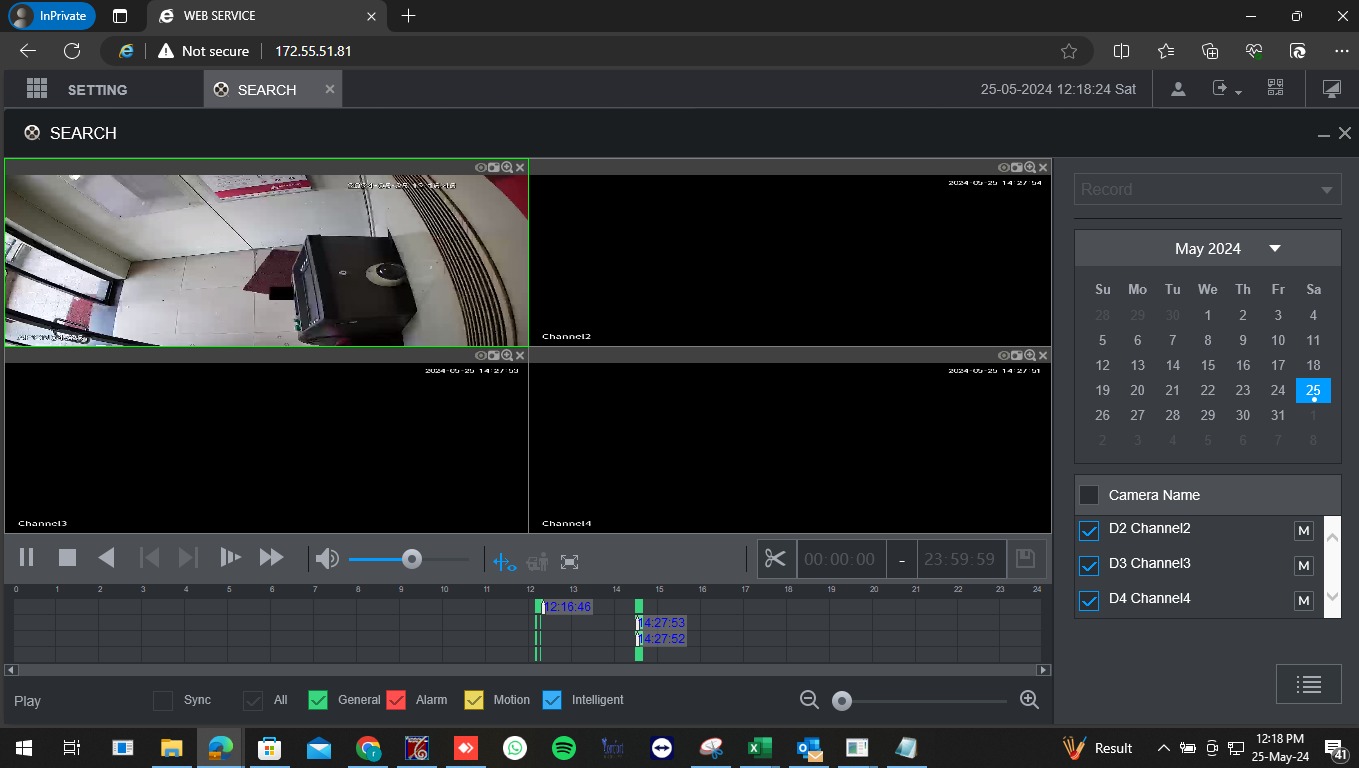 InPrivate
WEB SERVICE
Not secure
172.55.51.81
SETTING
SEARCH
25-05-2024 12:18:24 Sat
SEARCH
2024-05-25 14:27:54
Channel2
2024-05-25 14:27:53
2024-05-25 14:27:51
Channel3
Channel4
Record
May 2024
Su Mo Tu We Th Fr Sa
28 29 30 1 2 3 4
5 6 7 8 9 10 11
12 13 14 15 16 17 18
19 20 21 22 23 24 25
26 27 28 29 30 31 1
2 3 4 5 6 7 8
Camera Name
D2 Channel2 M
D3 Channel3 M
D4 Channel4 M
00:00:00 - 23:59:59
0 1 2 3 4 5 6 7 8 9 10 11 12 13 14 15 16 17 18 19 20 21 22 23 24
12:16:46
14:27:53
14:27:52
Play
Sync
All
General
Alarm
Motion
Intelligent
Result
12:18 PM
25-May-24
41